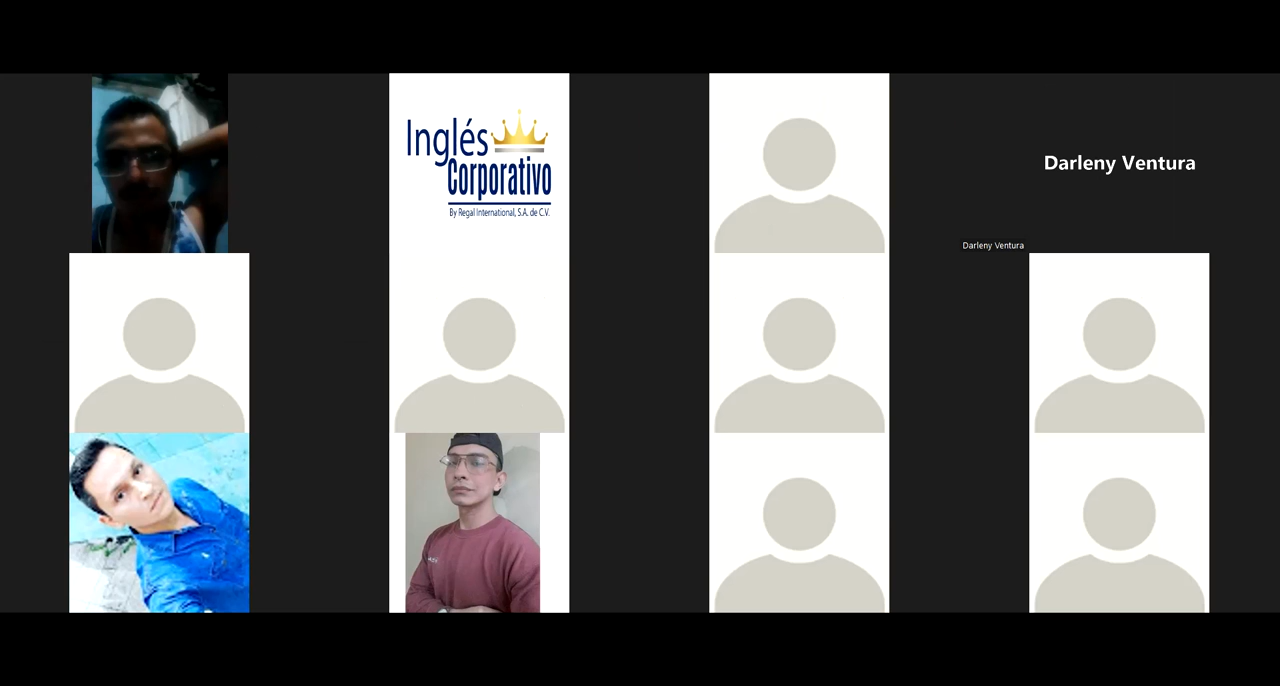 Inglés
Corporativo
By Regal International, S.A. de C.V.
Darleny Ventura
Darleny Ventura